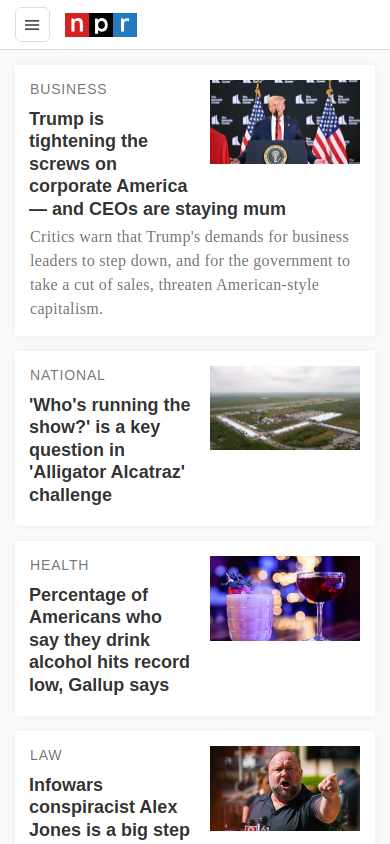 npr
BUSINESS
Trump is
tightening the
screws on
corporate America
— and CEOs are staying mum
Critics warn that Trump's demands for business
leaders to step down, and for the government to
take a cut of sales, threaten American-style
capitalism.
NATIONAL
'Who's running the
show?' is a key
question in
'Alligator Alcatraz'
challenge
HEALTH
Percentage of
Americans who
say they drink
alcohol hits record
low, Gallup says
LAW
Infowars
conspiracist Alex
Jones is a big step